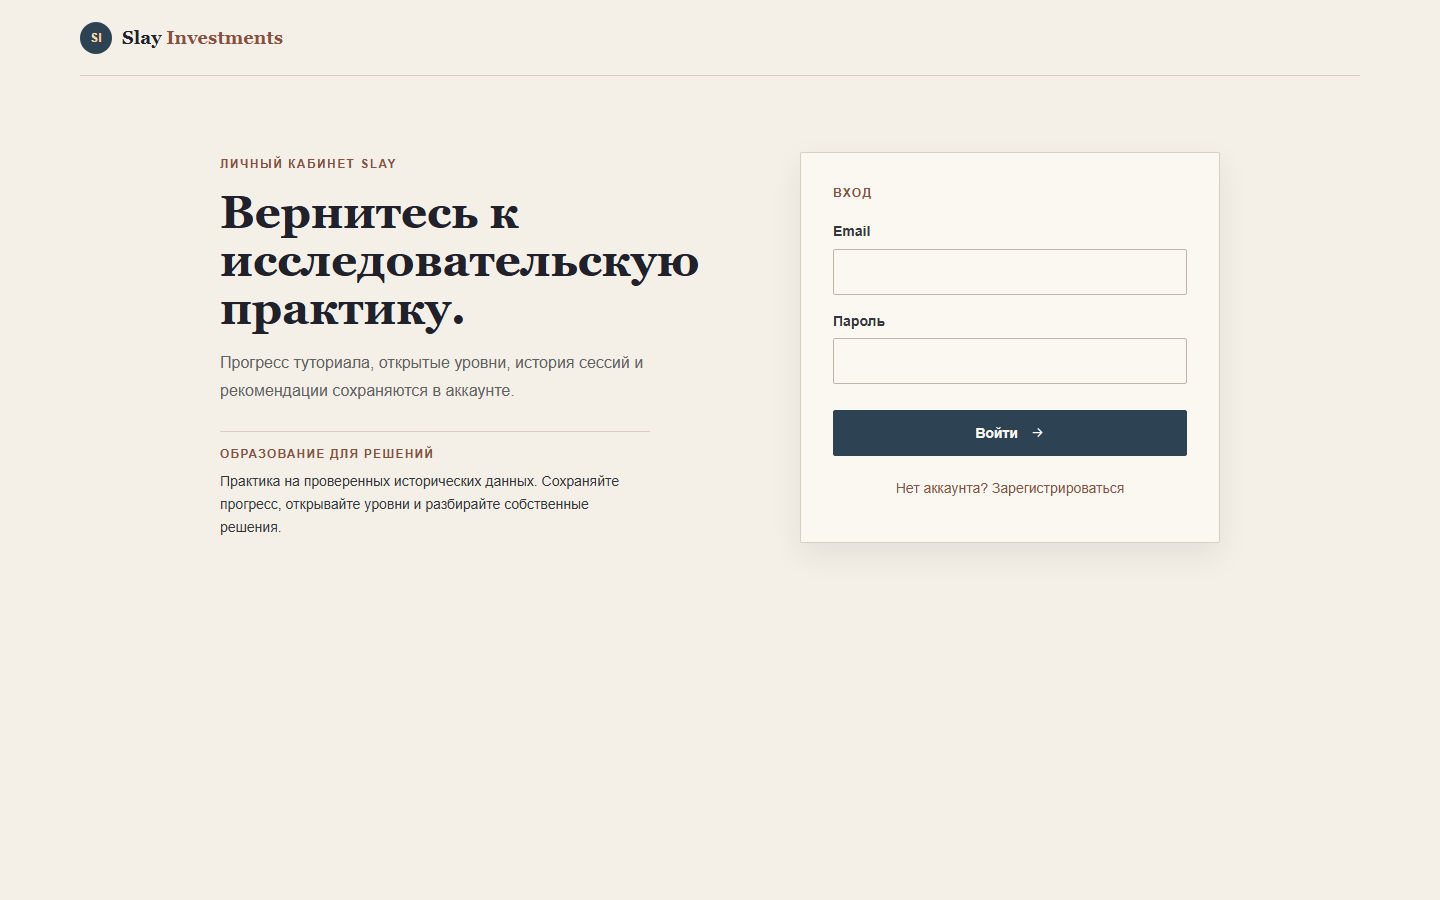 SI Slay Investments
ЛИЧНЫЙ КАБИНЕТ SLAY
Вернитесь к
исследовательскую
практику.
Прогресс туториала, открытые уровни, история сессий и
рекомендации сохраняются в аккаунте.
ОБРАЗОВАНИЕ ДЛЯ РЕШЕНИЙ
Практика на проверенных исторических данных. Сохраняйте
прогресс, открывайте уровни и разбирайте собственные
решения.
ВХОД
Email
Пароль
Войти →
Нет аккаунта? Зарегистрироваться